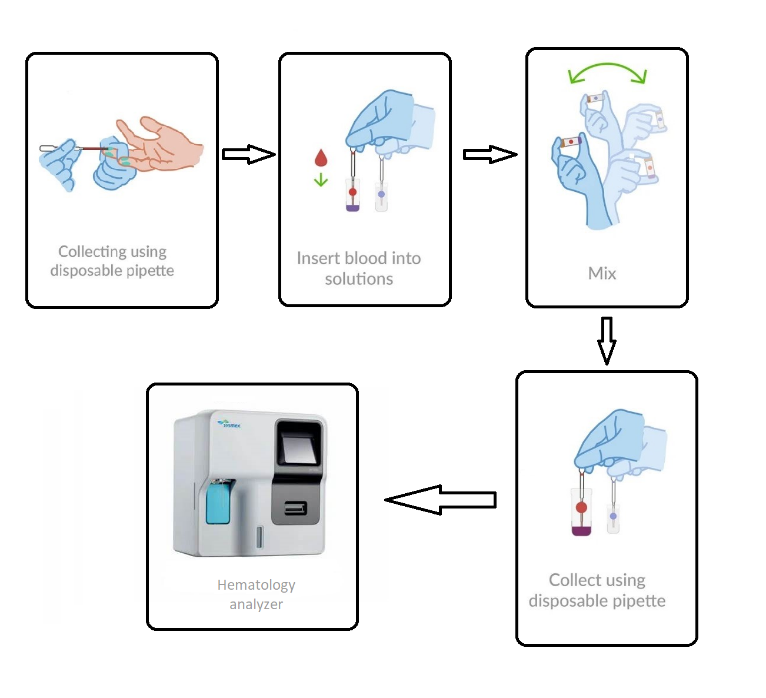 Collecting using
disposable pipette
Insert blood into
solutions
Mix
Collect using
disposable pipette
Hematology
analyzer